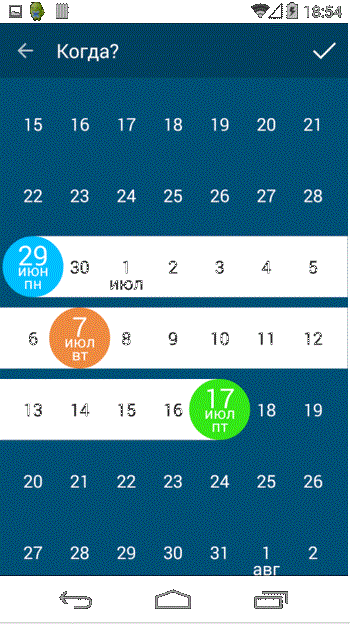 18:54
Когда?
15 16 17 18 19 20 21
22 23 24 25 26 27 28
29 30 1 2 3 4 5
июн июл
пн
6 7 8 9 10 11 12
июл
вт
13 14 15 16 17 18 19
июл
пт
20 21 22 23 24 25 26
27 28 29 30 31 1 2
авг